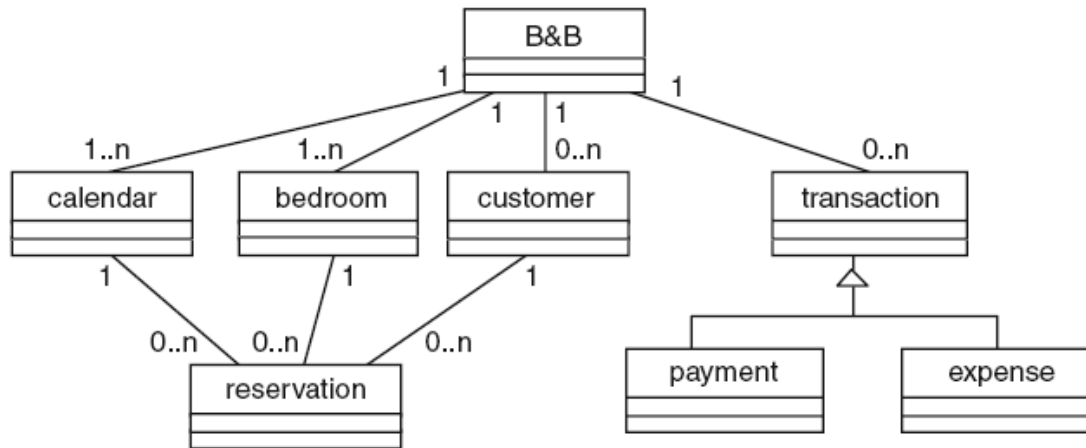 B&B
1 1 1 1
1..n 1..n 0..n 0..n
calendar bedroom customer transaction
1 1 1
0..n 0..n 0..n
reservation payment expense